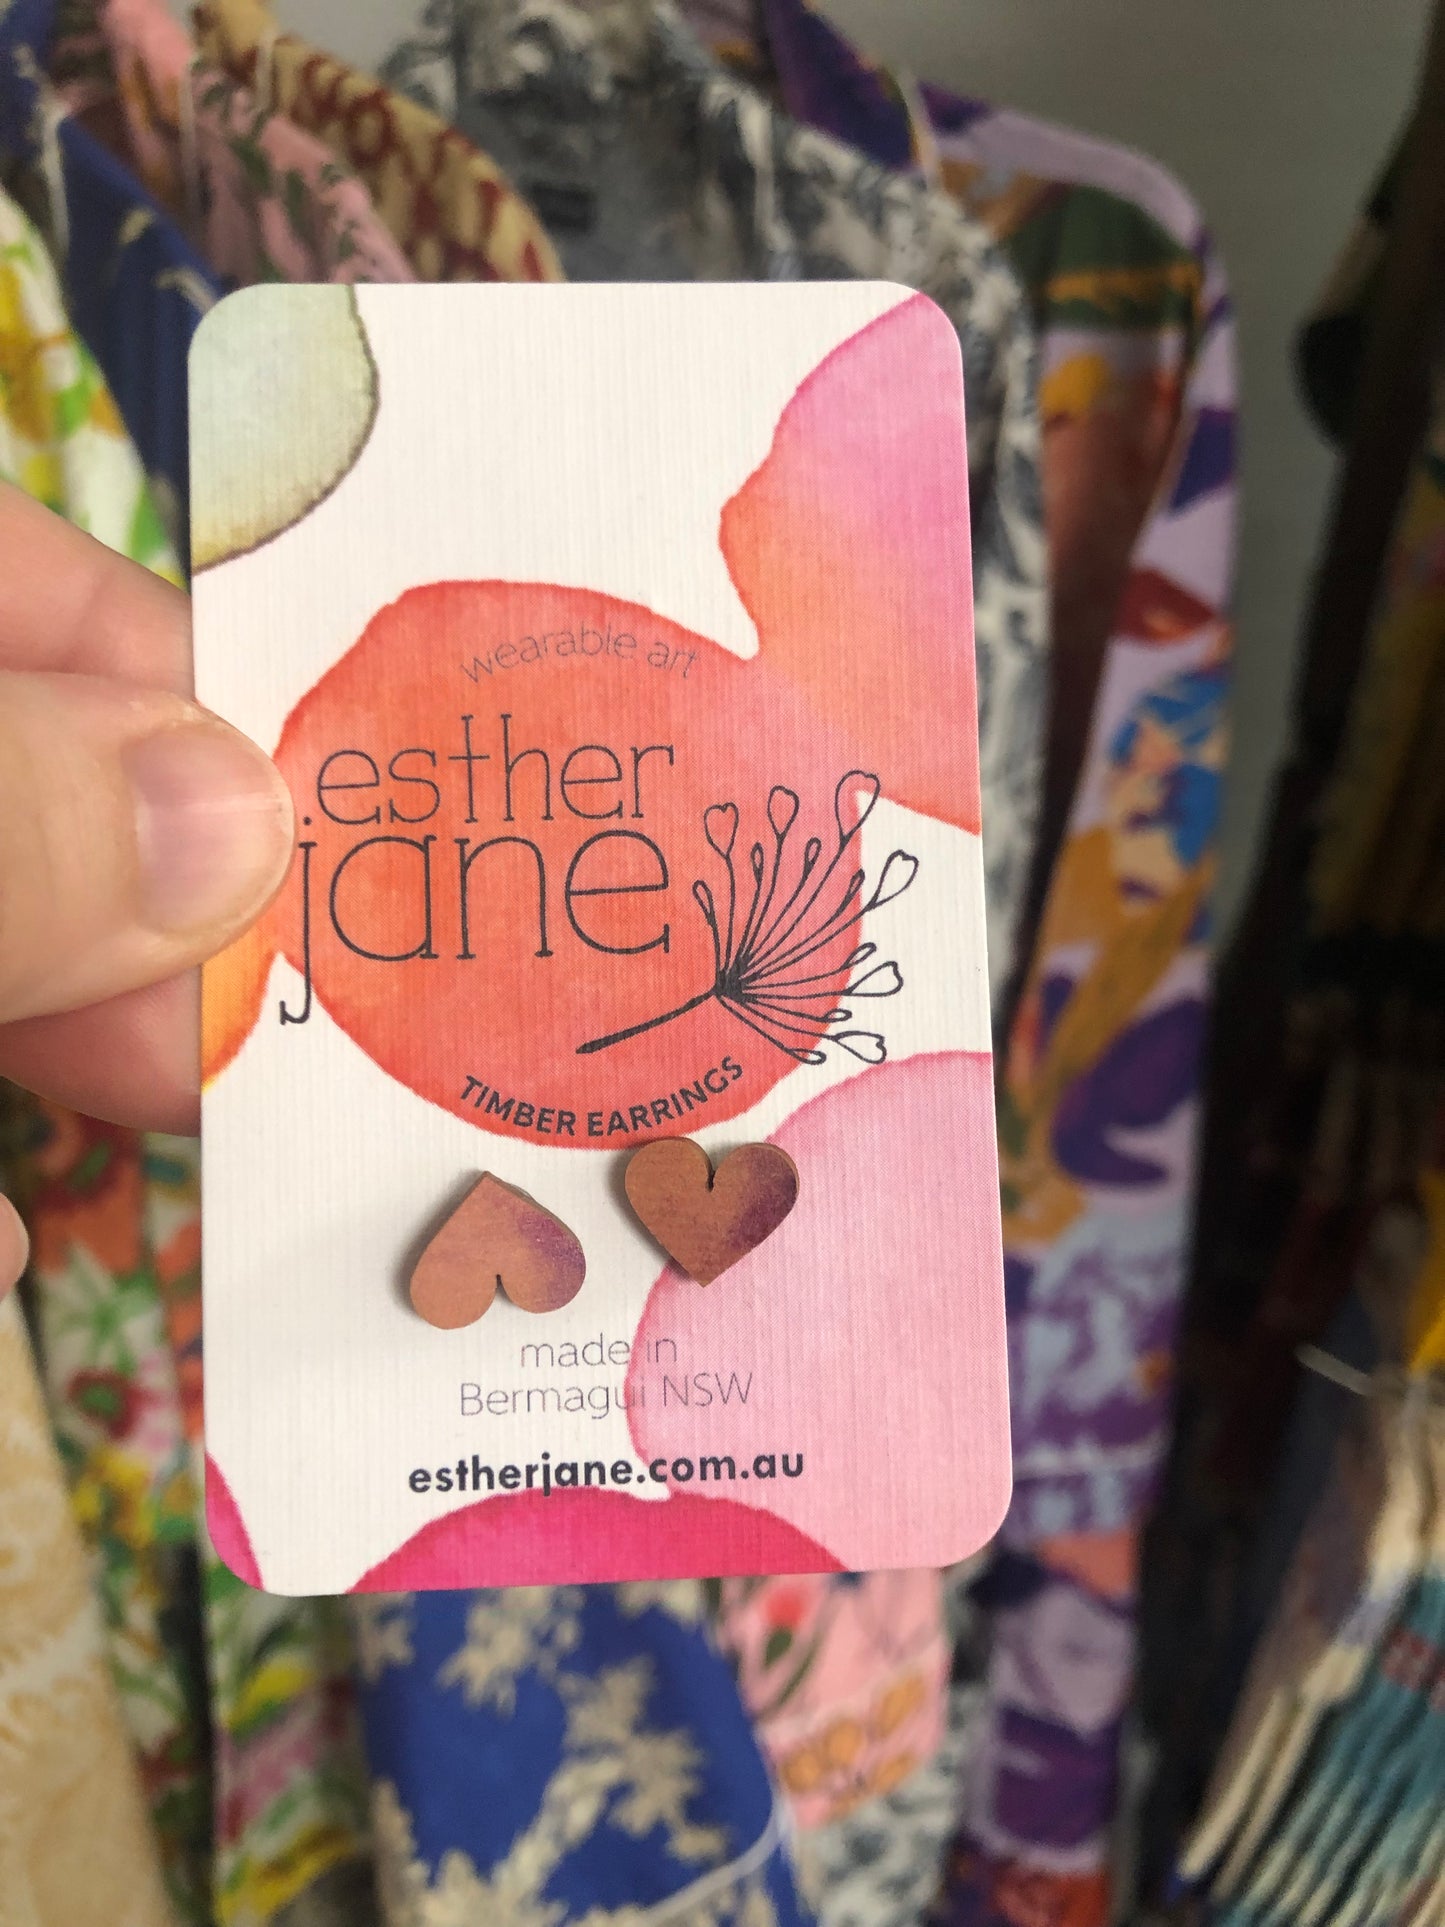 wearable art
esther
jane
TIMBER EARRINGS
made in
Bermagui NSW
estherjane.com.au